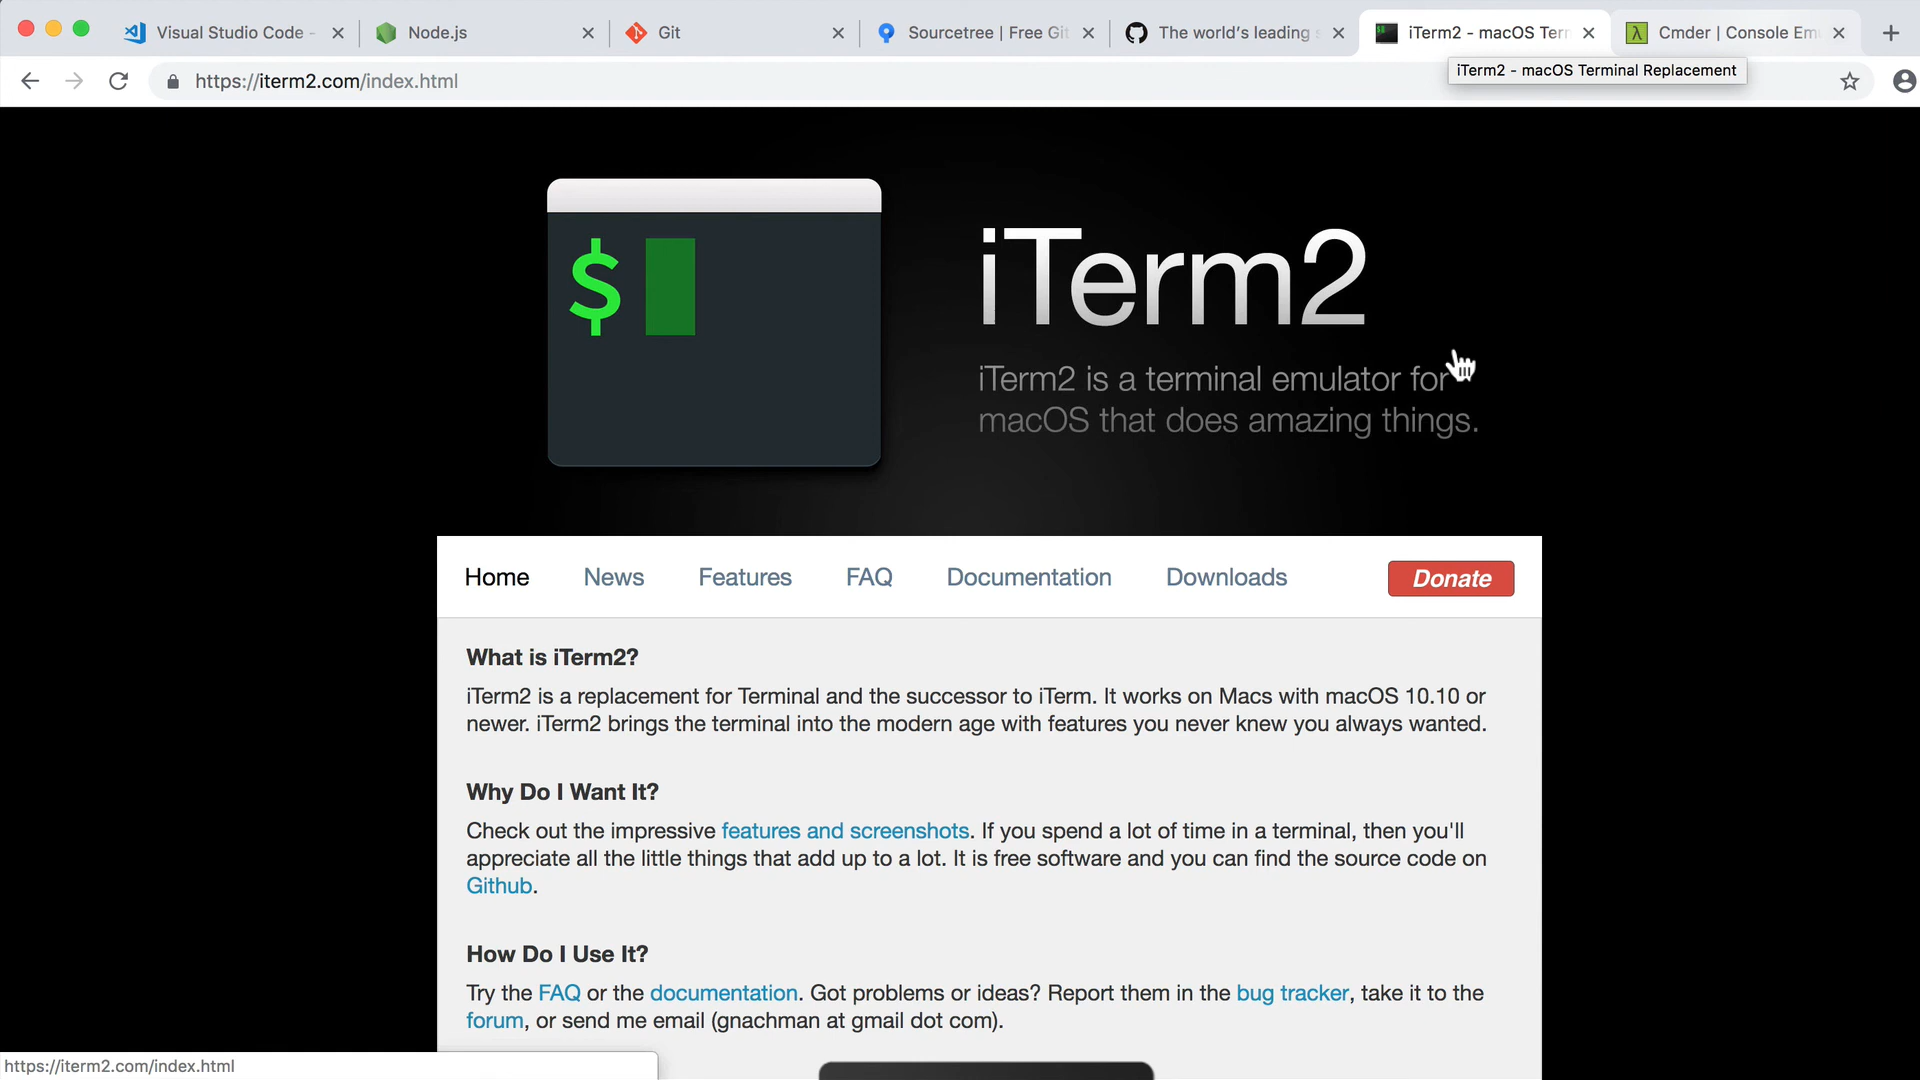 Visual Studio Code -
Node.js
Git
Sourcetree | Free Git
The world's leading s
iTerm2 - macOS Term
Cmder | Console Emu
https://iterm2.com/index.html
iTerm2 - macOS Terminal Replacement
$
iTerm2
iTerm2 is a terminal emulator for
macOS that does amazing things.
Home
News
Features
FAQ
Documentation
Downloads
Donate
What is iTerm2?
iTerm2 is a replacement for Terminal and the successor to iTerm. It works on Macs with macOS 10.10 or
newer. iTerm2 brings the terminal into the modern age with features you never knew you always wanted.
Why Do I Want It?
Check out the impressive features and screenshots. If you spend a lot of time in a terminal, then you'll
appreciate all the little things that add up to a lot. It is free software and you can find the source code on
Github.
How Do I Use It?
Try the FAQ or the documentation. Got problems or ideas? Report them in the bug tracker, take it to the
forum, or send me email (gnachman at gmail dot com).
https://iterm2.com/index.html